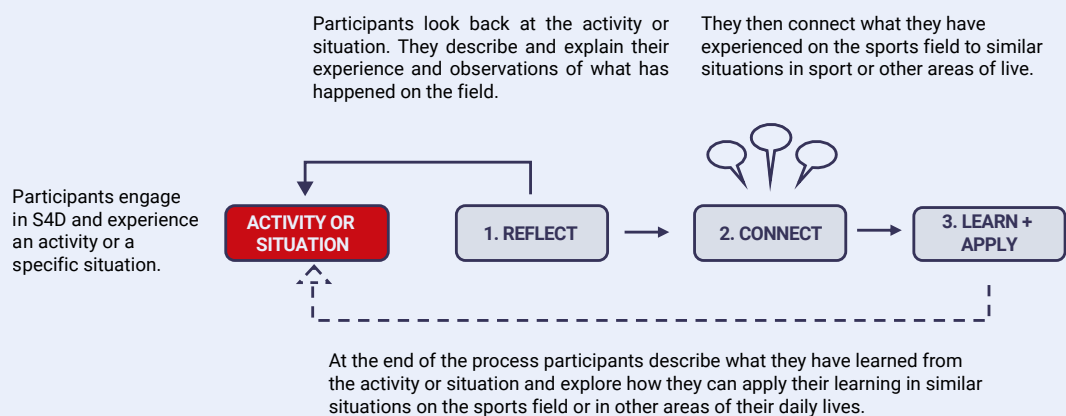 Participants look back at the activity or
situation. They describe and explain their
experience and observations of what has
happened on the field.
They then connect what they have
experienced on the sports field to similar
situations in sport or other areas of live.
Participants engage
in S4D and experience
an activity or a
specific situation.
ACTIVITY OR
SITUATION
1. REFLECT
2. CONNECT
3. LEARN +
APPLY
At the end of the process participants describe what they have learned from
the activity or situation and explore how they can apply their learning in similar
situations on the sports field or in other areas of their daily lives.